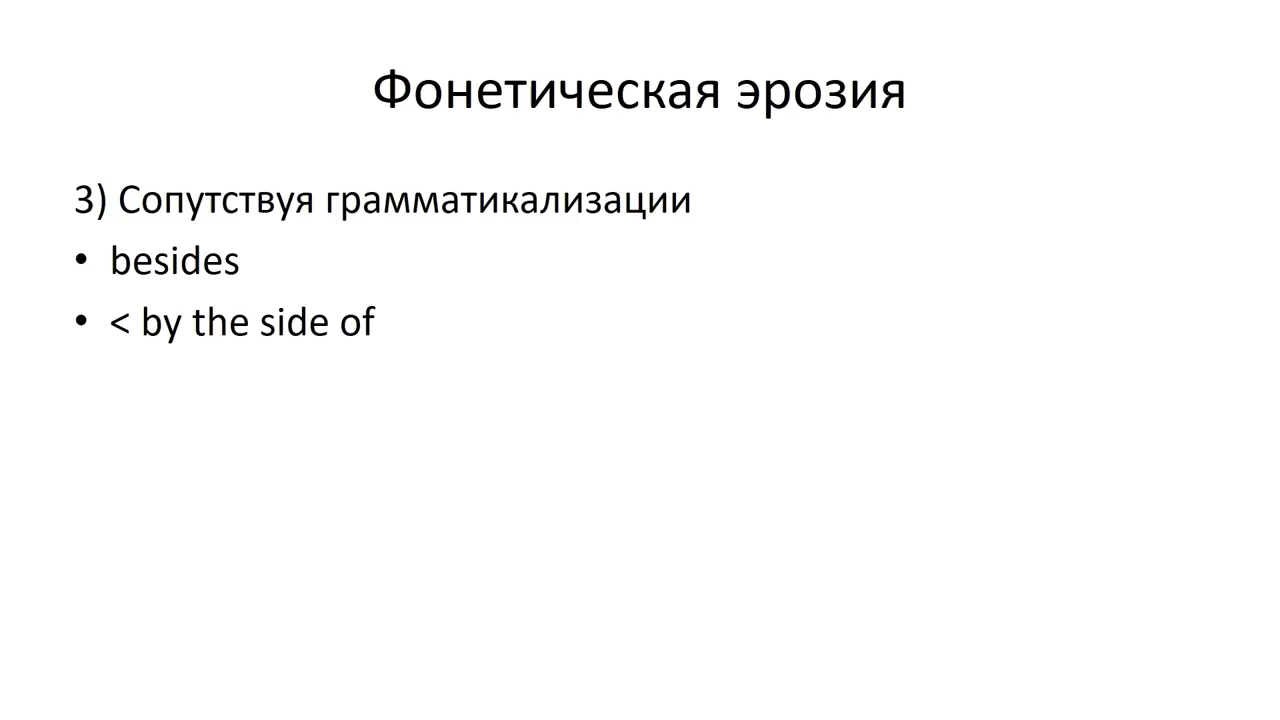 Фонетическая эрозия
3) Сопутствуя грамматикализации
• besides
• < by the side of